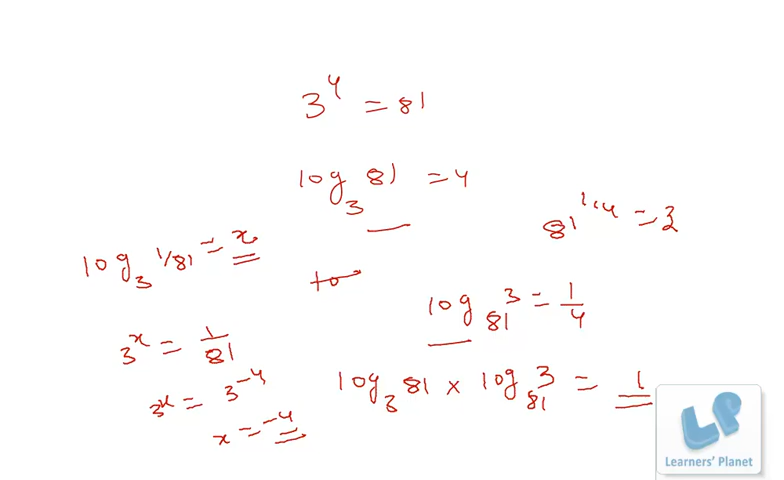 3^4 = 81
log_3 81 = 4
81^{1/4} = 3
log_3 1/81 = x
to
log_81 3 = 1/4
3^x = 1/81
3^x = 3^{-4}
x = -4
log_3 81 × log_81 3 = 1
LP
Learners' Planet